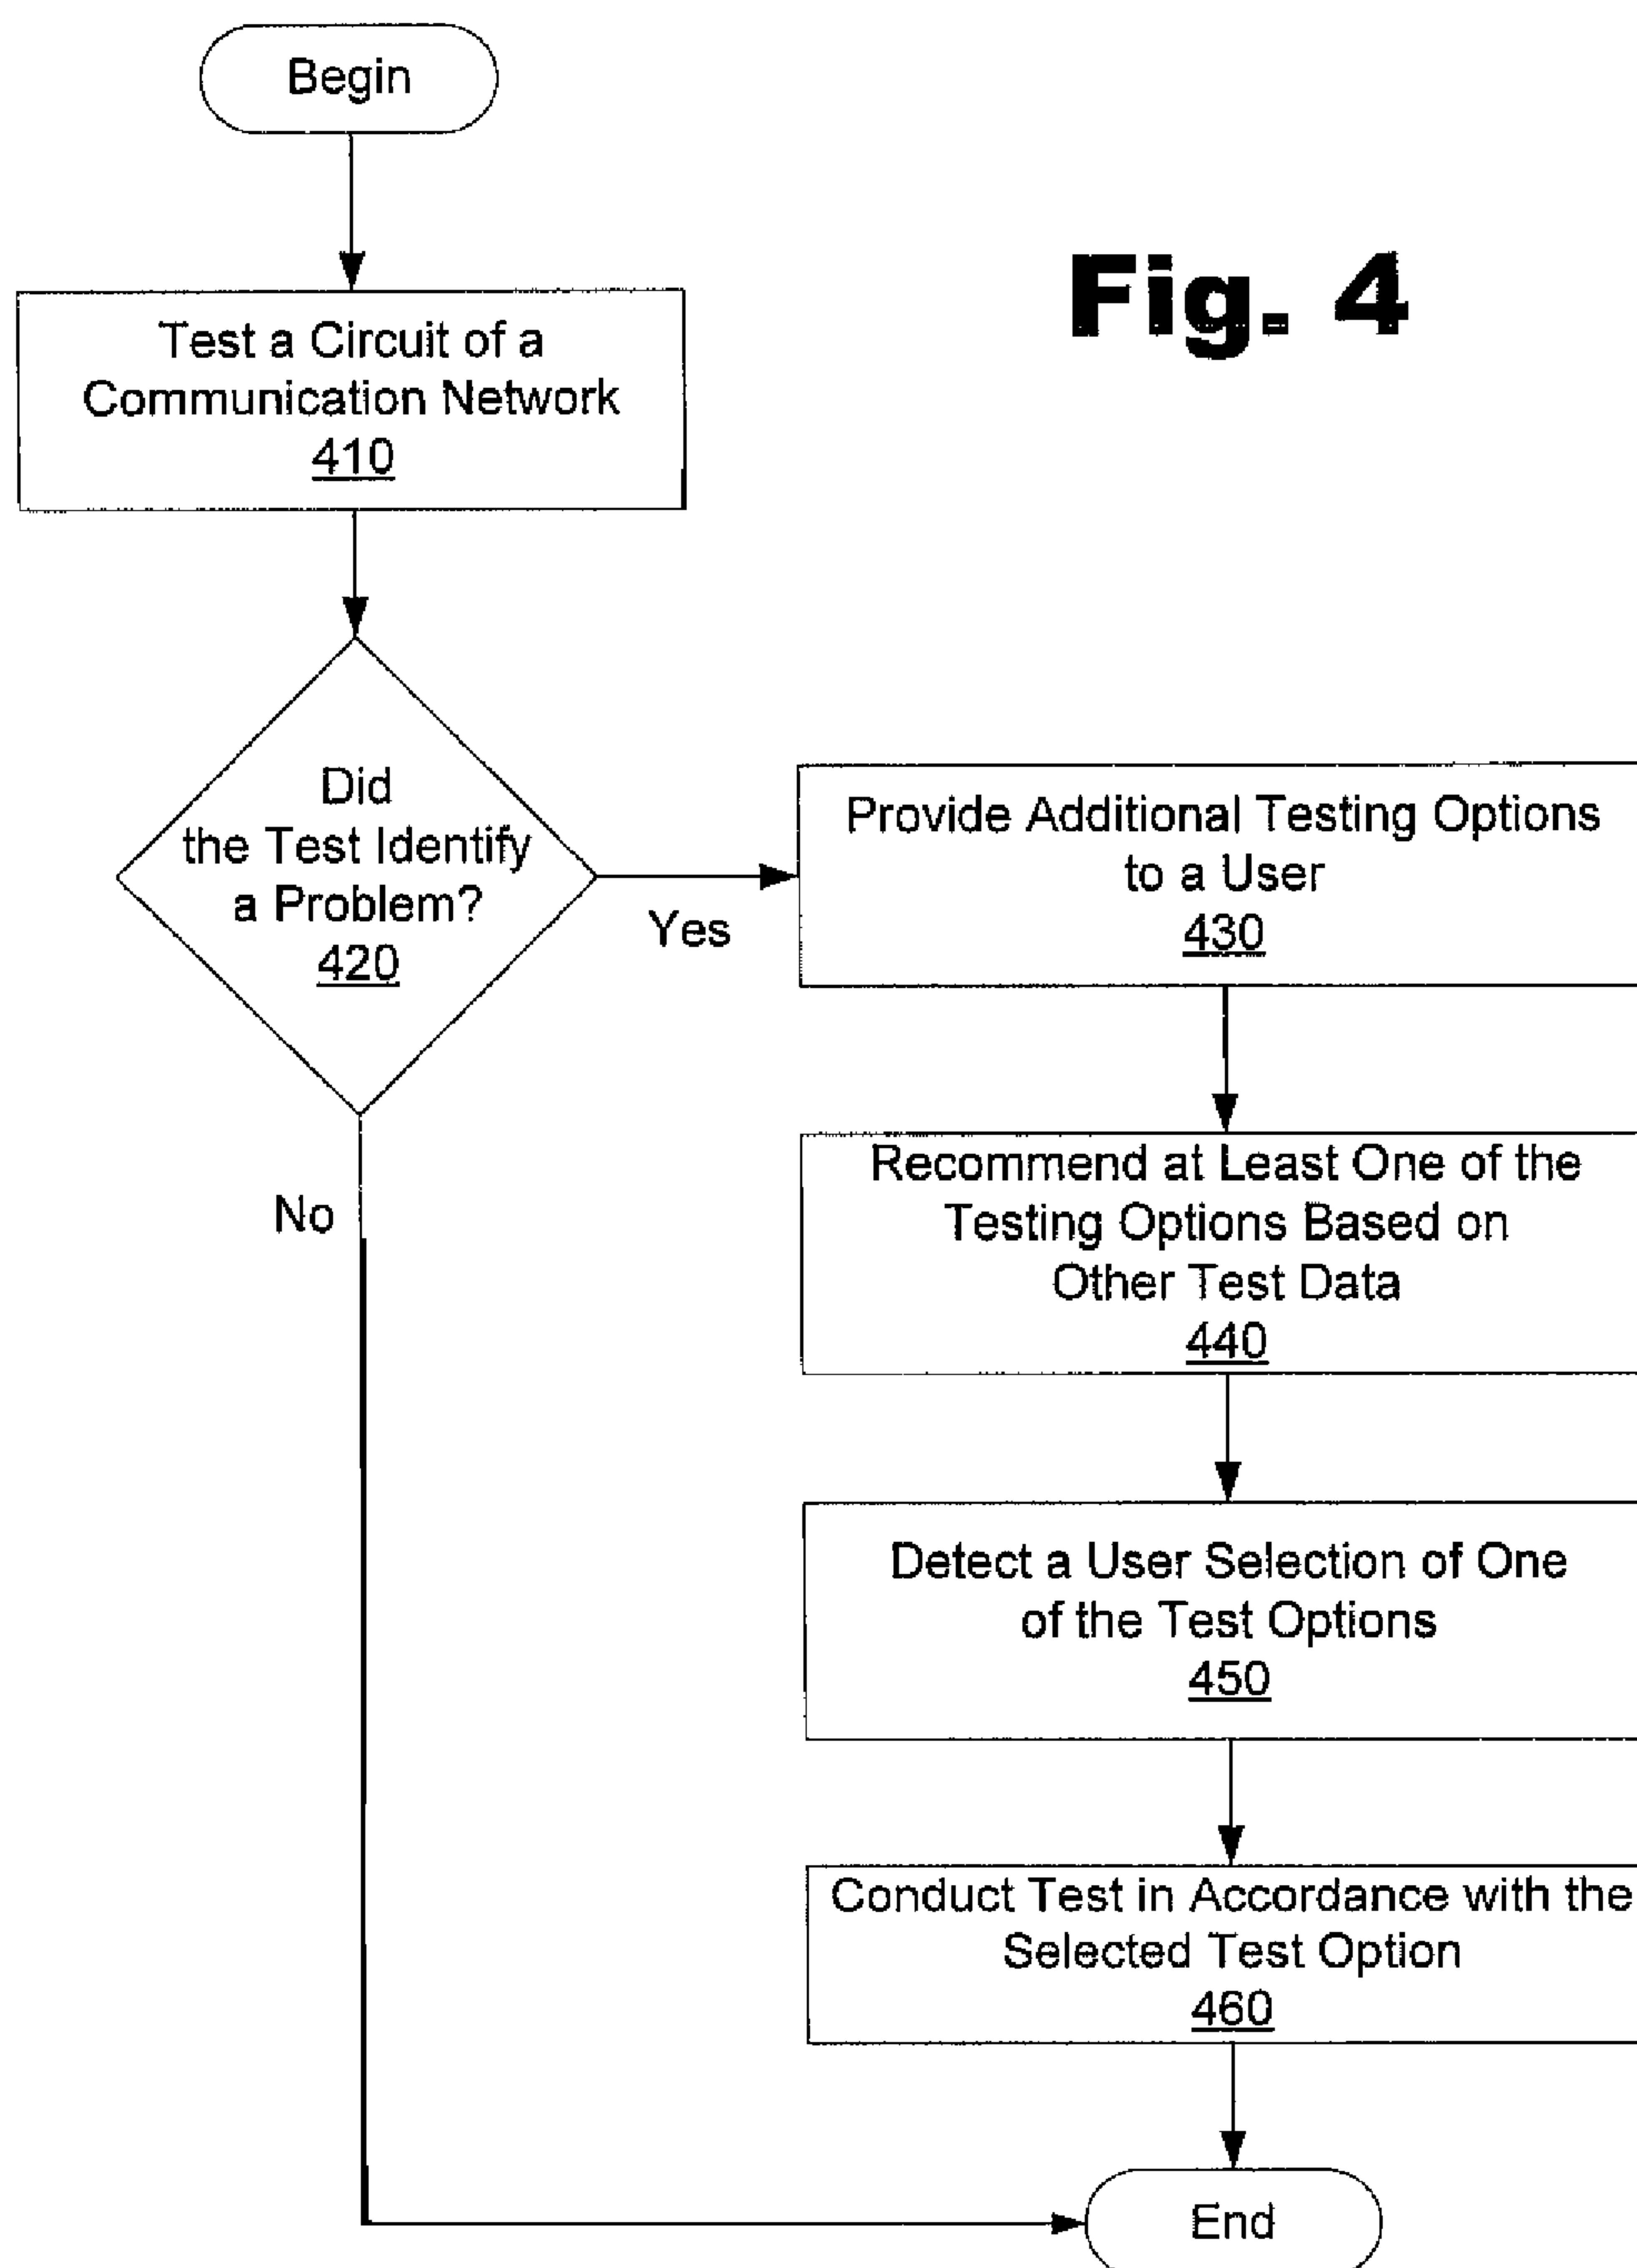 Begin
Fig. 4
Test a Circuit of a
Communication Network
410
Did
the Test Identify
a Problem?
420
Yes
No
Provide Additional Testing Options
to a User
430
Recommend at Least One of the
Testing Options Based on
Other Test Data
440
Detect a User Selection of One
of the Test Options
450
Conduct Test in Accordance with the
Selected Test Option
460
End